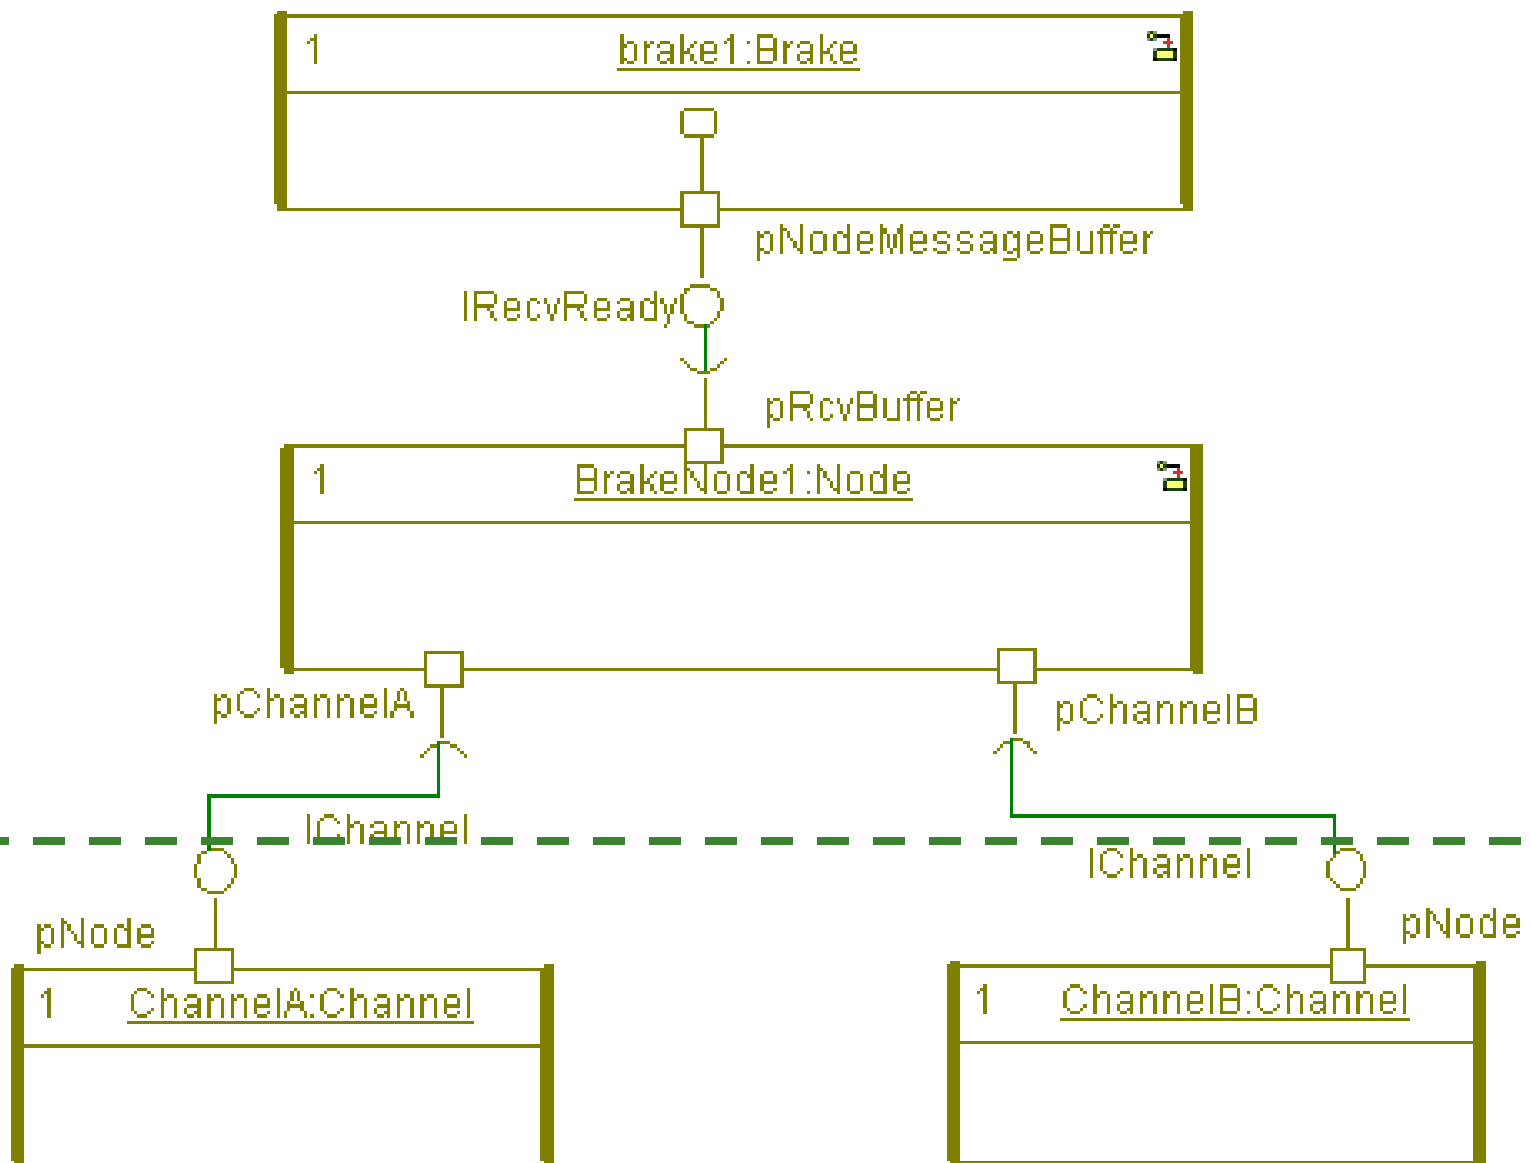 1 brake1:Brake
pNodeMessageBuffer
IRecvReady
pRcvBuffer
1 BrakeNode1:Node
pChannelA
pChannelB
IChannel
IChannel
pNode
pNode
1 ChannelA:Channel
1 ChannelB:Channel